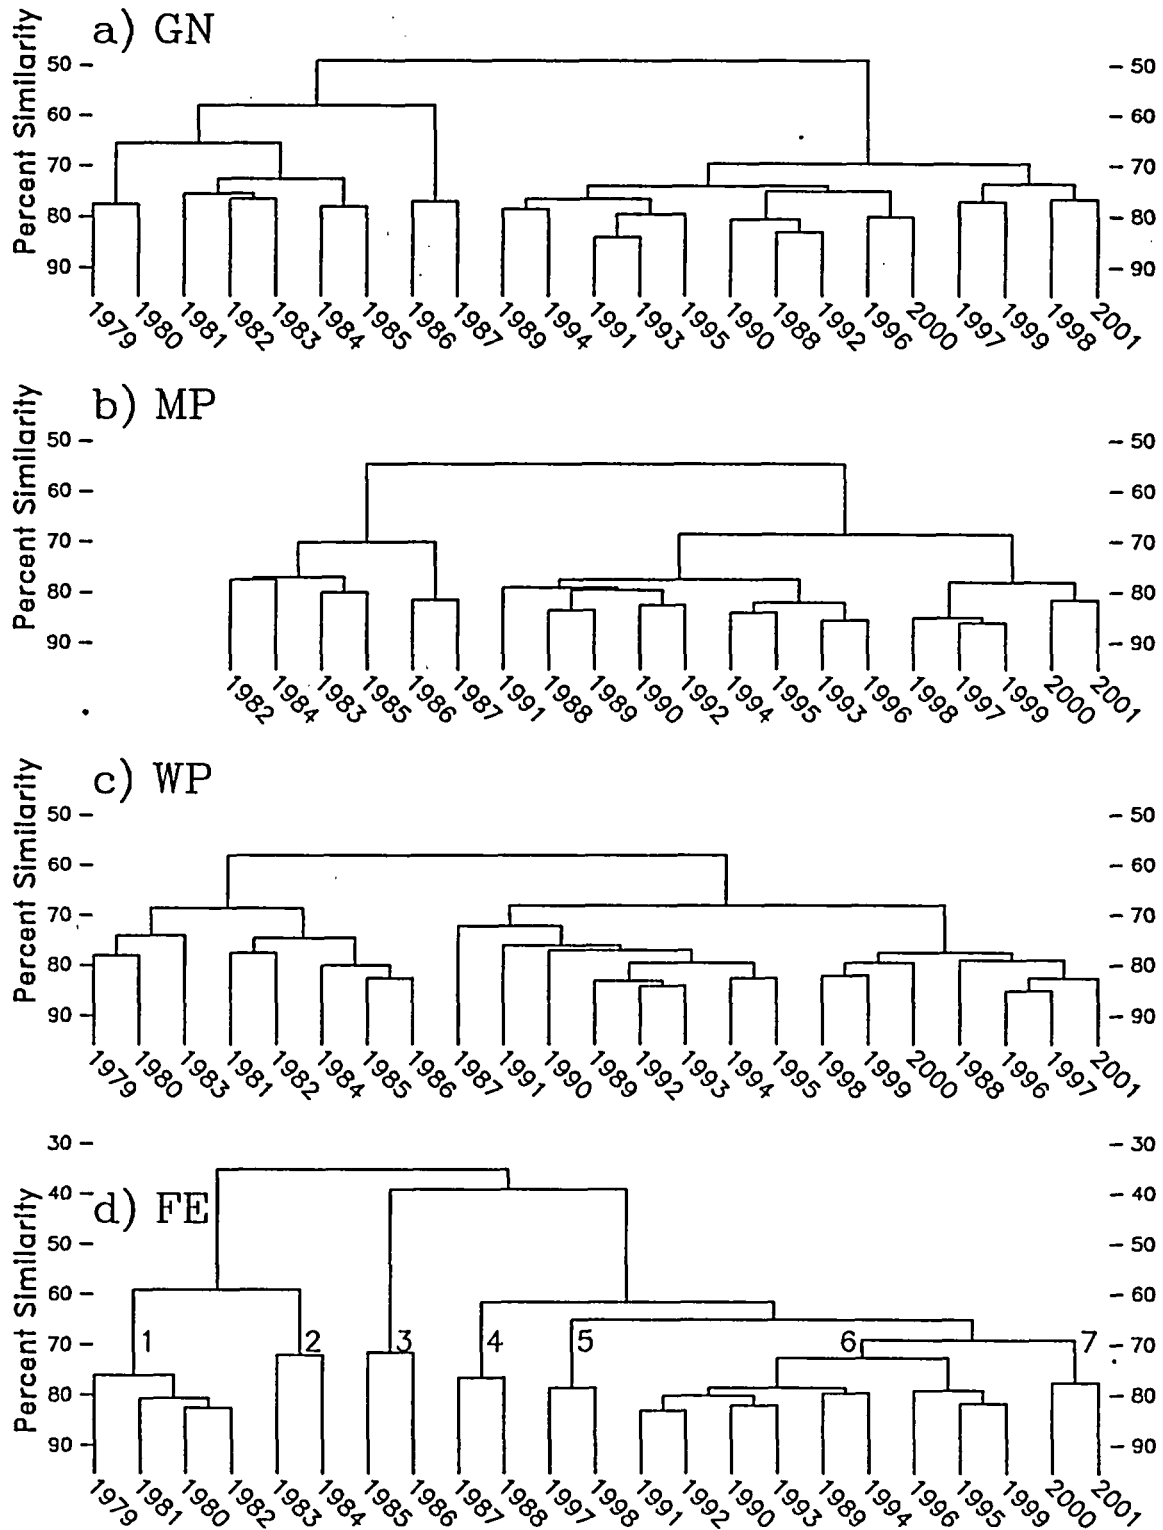 a) GN
Percent Similarity
50 – – 50
60 – – 60
70 – – 70
80 – – 80
90 – – 90
1979 1980 1981 1982 1983 1984 1985 1986 1987 1989 1994 1991 1993 1995 1990 1988 1992 1996 2000 1997 1999 1998 2001
b) MP
Percent Similarity
50 – – 50
60 – – 60
70 – – 70
80 – – 80
90 – – 90
1982 1984 1983 1985 1986 1987 1991 1988 1989 1990 1992 1994 1995 1993 1996 1998 1997 1999 2000 2001
c) WP
Percent Similarity
50 – – 50
60 – – 60
70 – – 70
80 – – 80
90 – – 90
1979 1980 1983 1981 1982 1984 1985 1986 1987 1991 1990 1989 1992 1993 1994 1995 1998 1999 2000 1988 1996 1997 2001
d) FE
Percent Similarity
30 – – 30
40 – – 40
50 – – 50
60 – – 60
70 – 1 2 3 4 5 6 7 – 70
80 – – 80
90 – – 90
1979 1981 1980 1982 1983 1984 1985 1986 1987 1988 1997 1998 1991 1992 1990 1993 1989 1994 1996 1995 1999 2000 2001